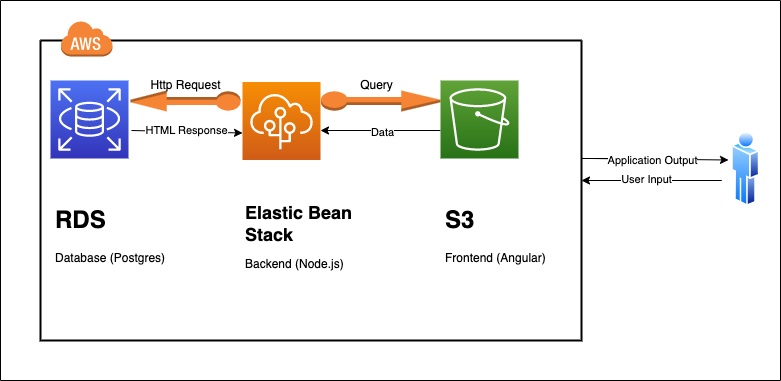 AWS
Http Request
Query
HTML Response
Data
Application Output
User Input
RDS
Elastic Bean
Stack
S3
Database (Postgres)
Backend (Node.js)
Frontend (Angular)